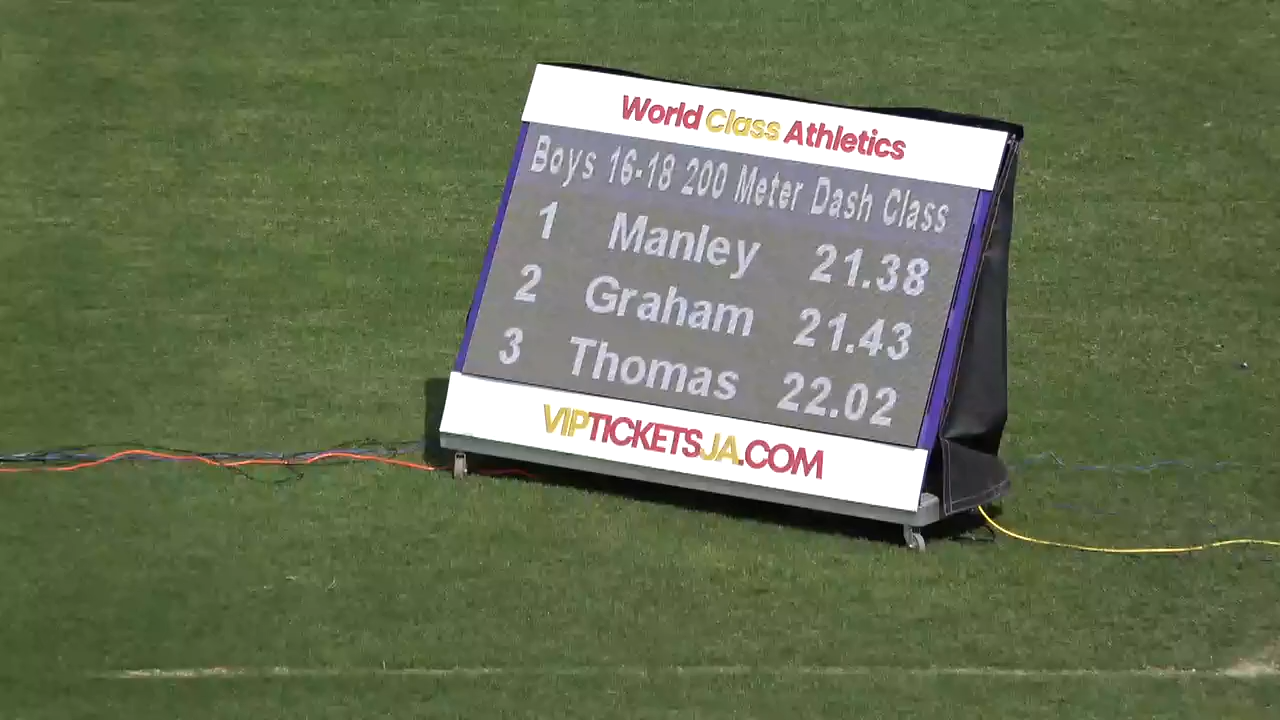 World Class Athletics
Boys 16-18 200 Meter Dash Class
1 Manley 21.38
2 Graham 21.43
3 Thomas 22.02
VIPTICKETSJA.COM